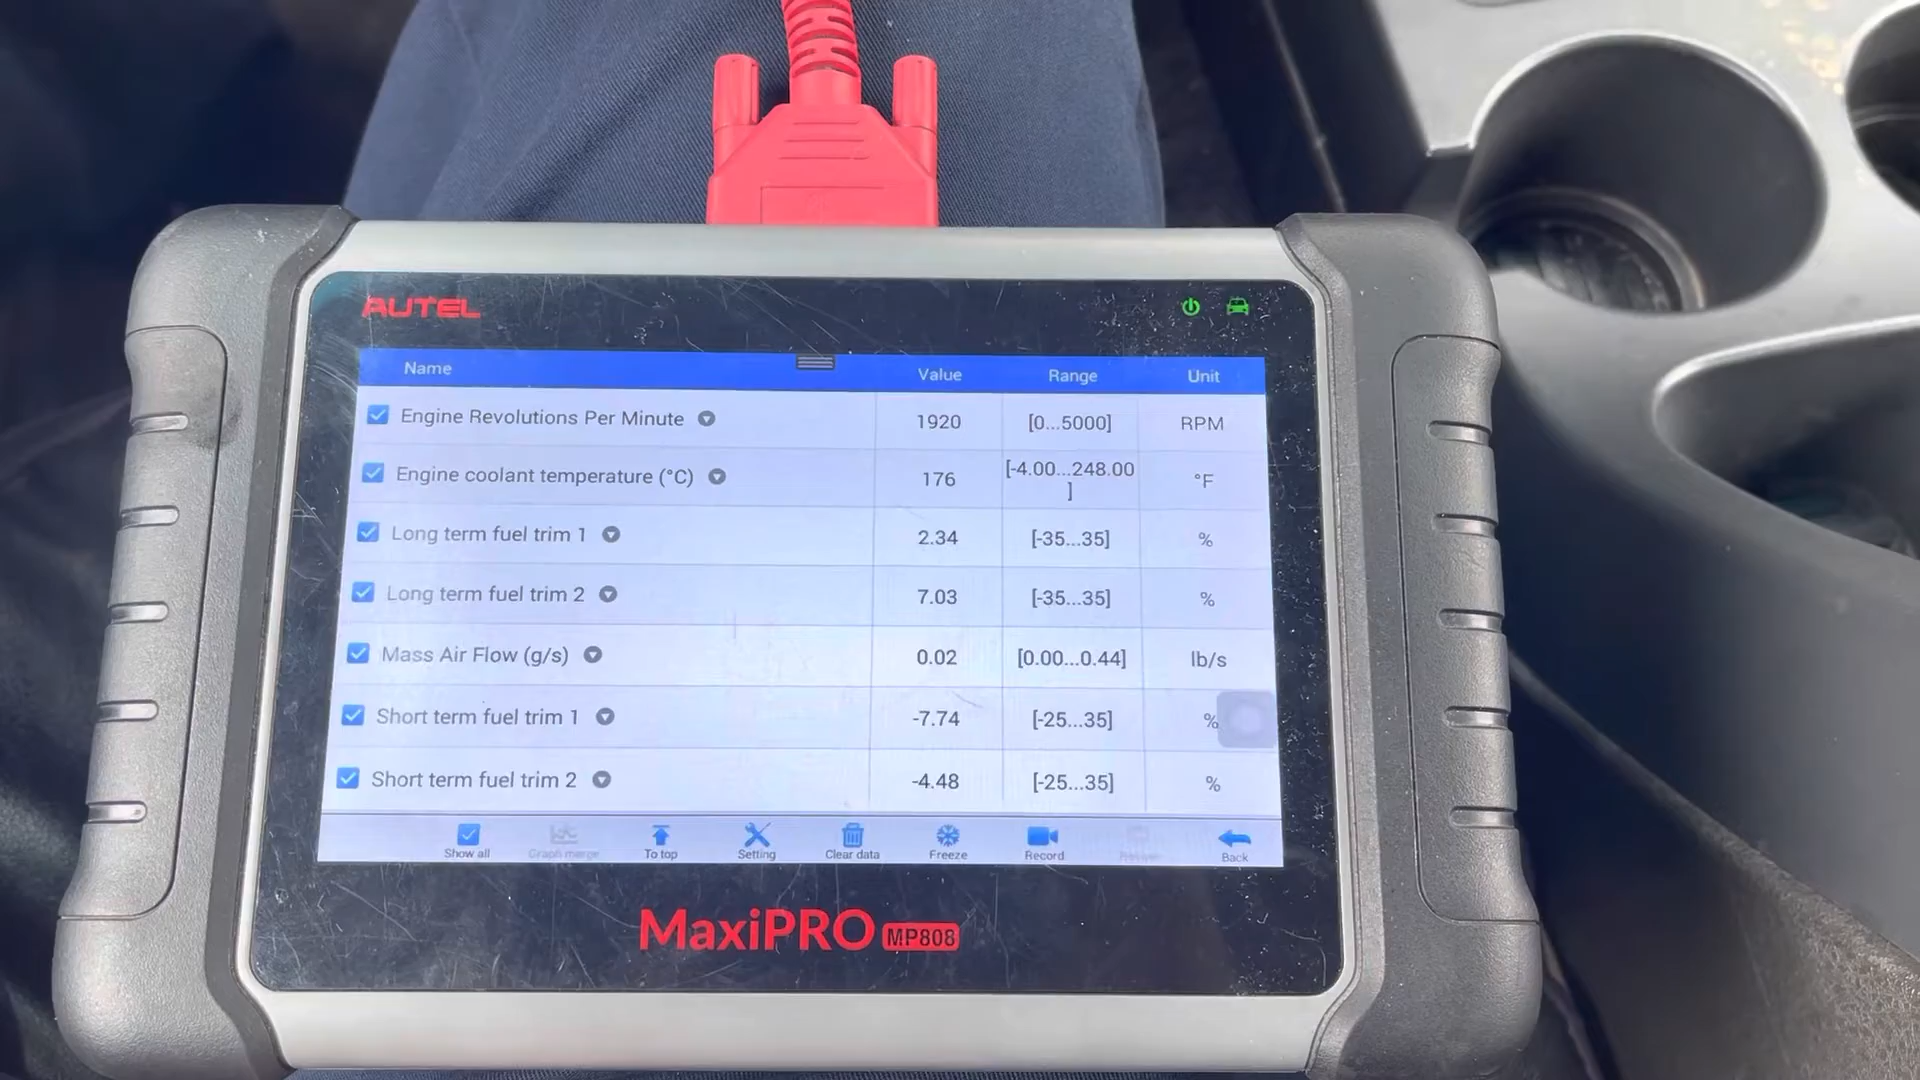 AUTEL
Name Value Range Unit
Engine Revolutions Per Minute 1920 [0...5000] RPM
Engine coolant temperature (°C) 176 [-4.00...248.00
] °F
Long term fuel trim 1 2.34 [-35...35] %
Long term fuel trim 2 7.03 [-35...35] %
Mass Air Flow (g/s) 0.02 [0.00...0.44] lb/s
Short term fuel trim 1 -7.74 [-25...35] %
Short term fuel trim 2 -4.48 [-25...35] %
Show all Graph merge To top Setting Clear data Freeze Record Back
MaxiPRO MP808